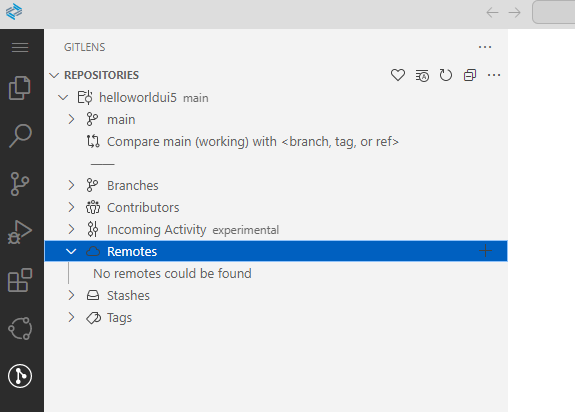 GITLENS
REPOSITORIES
helloworldui5 main
main
Compare main (working) with <branch, tag, or ref>
Branches
Contributors
Incoming Activity experimental
Remotes
No remotes could be found
Stashes
Tags